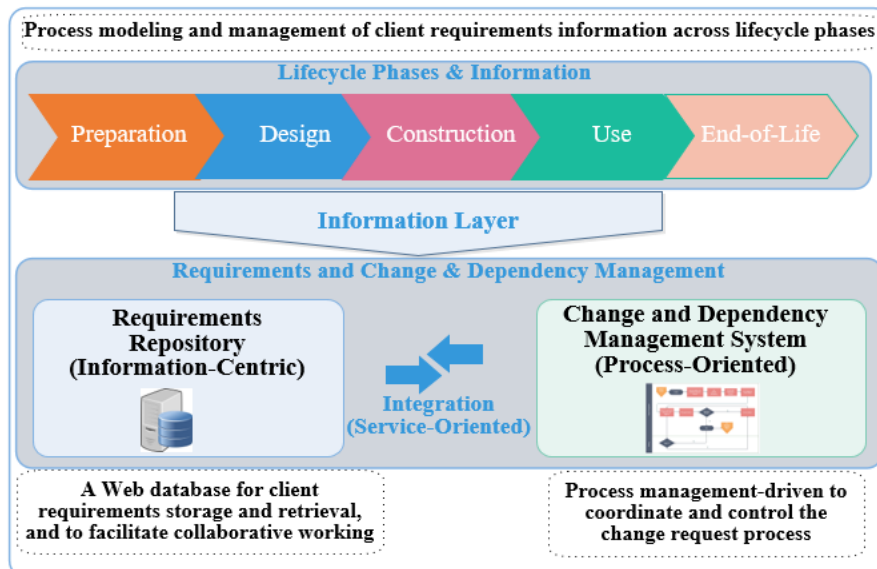 Process modeling and management of client requirements information across lifecycle phases
Lifecycle Phases & Information
Preparation
Design
Construction
Use
End-of-Life
Information Layer
Requirements and Change & Dependency Management
Requirements
Repository
(Information-Centric)
Integration
(Service-Oriented)
Change and Dependency
Management System
(Process-Oriented)
A Web database for client
requirements storage and retrieval,
and to facilitate collaborative working
Process management-driven to
coordinate and control the
change request process